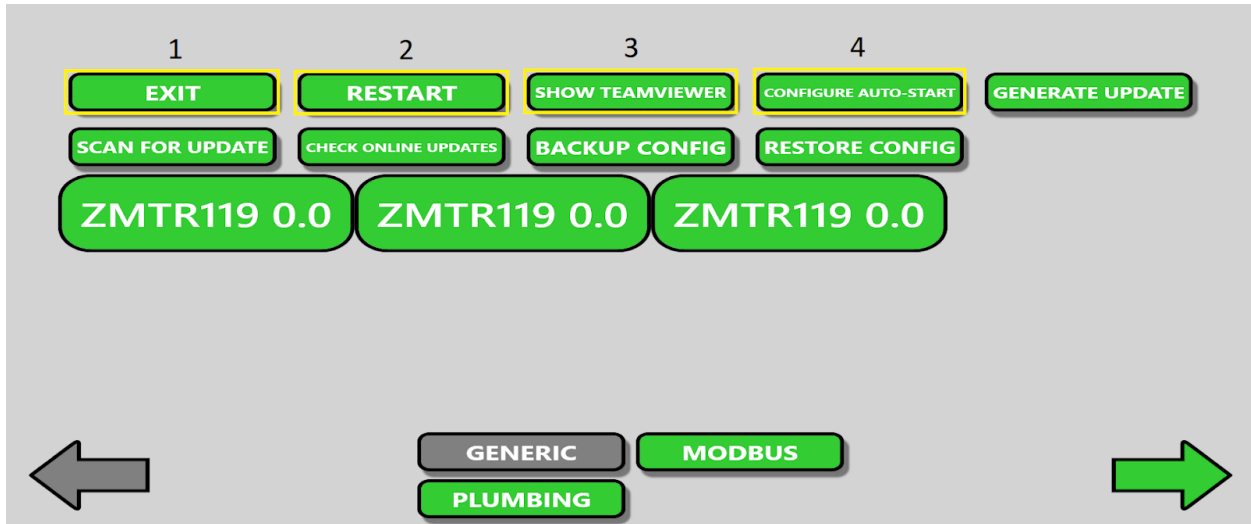 1 2 3 4
EXIT RESTART SHOW TEAMVIEWER CONFIGURE AUTO-START GENERATE UPDATE
SCAN FOR UPDATE CHECK ONLINE UPDATES BACKUP CONFIG RESTORE CONFIG
ZMTR119 0.0 ZMTR119 0.0 ZMTR119 0.0
GENERIC MODBUS
PLUMBING